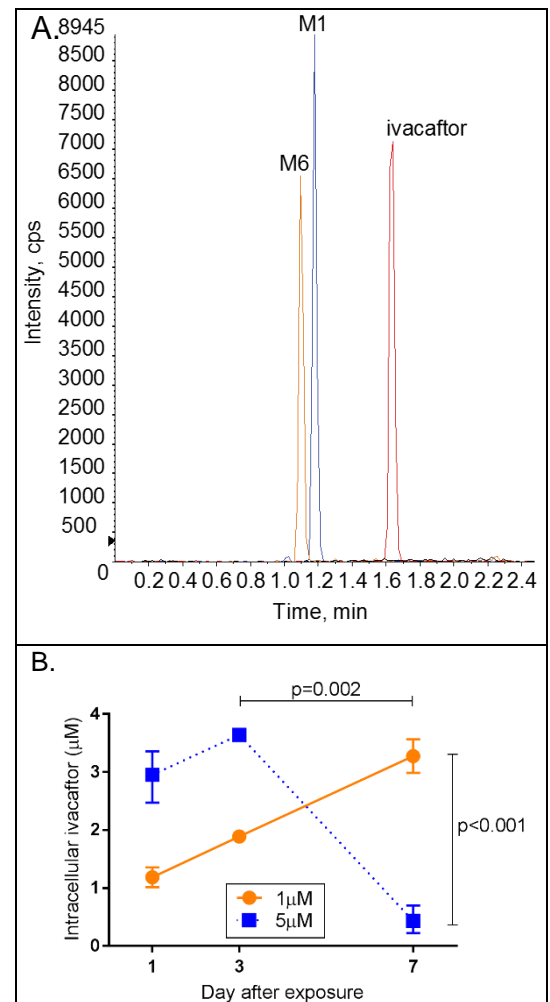 A.
8945
8500
8000
7500
7000
6500
6000
5500
5000
4500
4000
3500
3000
2500
2000
1500
1000
500
0
Intensity, cps
M1
ivacaftor
M6
0.2 0.4 0.6 0.8 1.0 1.2 1.4 1.6 1.8 2.0 2.2 2.4
Time, min
B.
p=0.002
4
3
2
1
0
Intracellular ivacaftor (μM)
p<0.001
1μM
5μM
1 3 7
Day after exposure